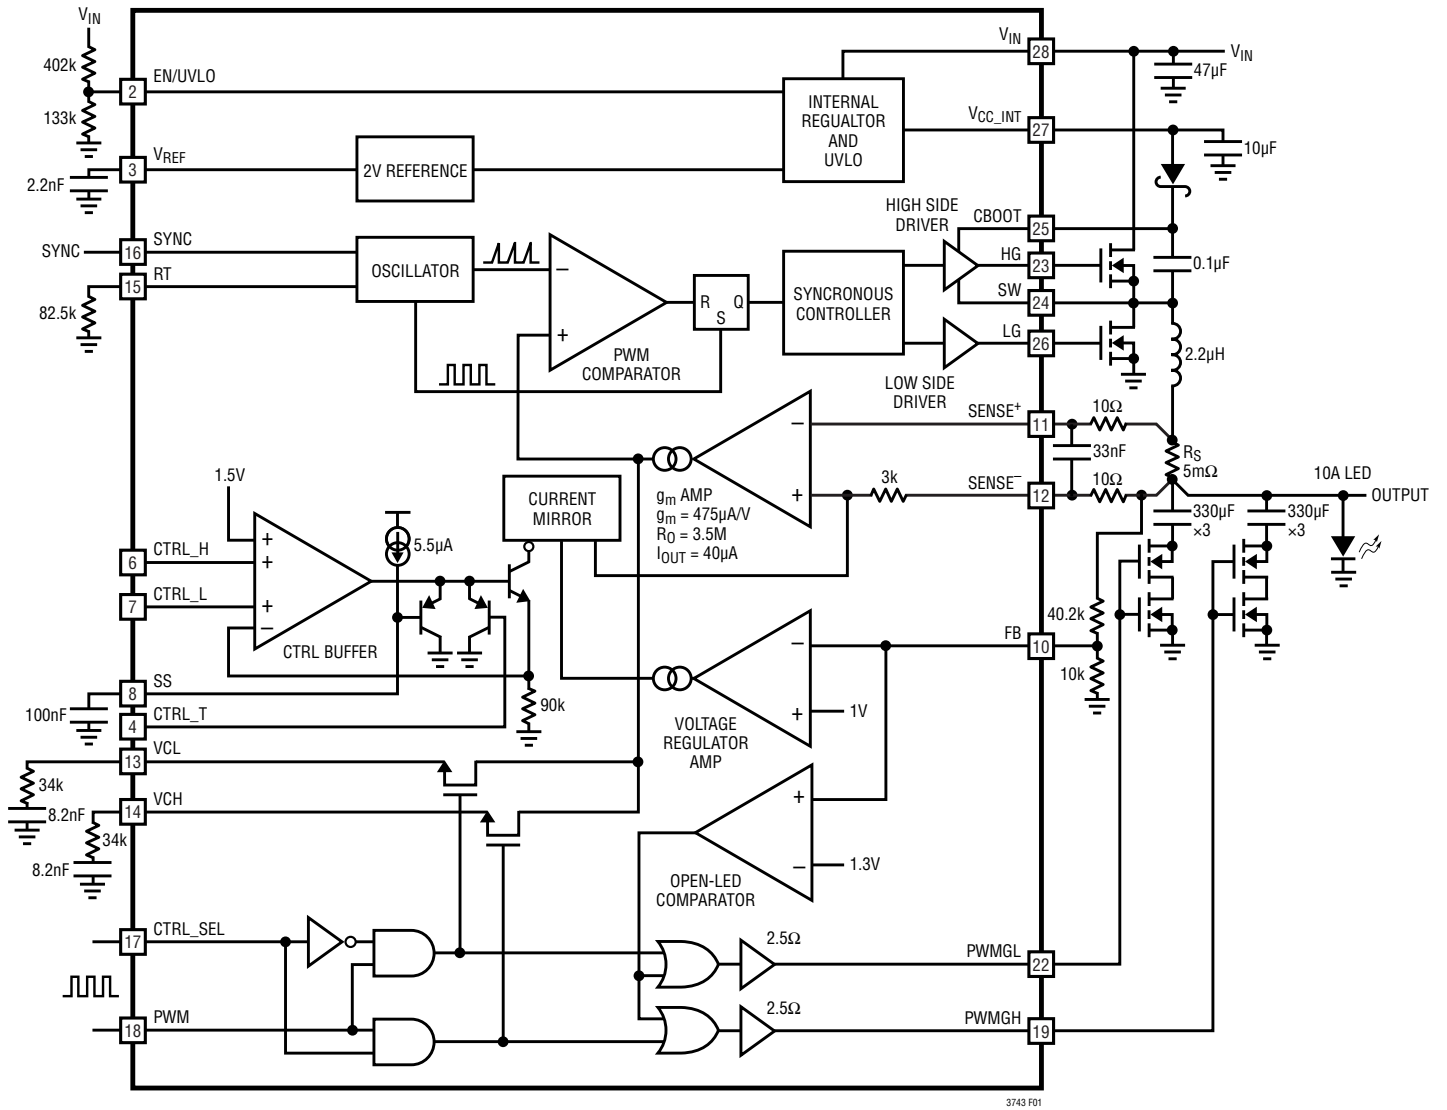 VIN
402k
133k
2
EN/UVLO
VREF
3
2.2nF
2V REFERENCE
INTERNAL
REGUALTOR
AND
UVLO
VIN
28
VIN
47µF
VCC_INT
27
10µF
SYNC
16
SYNC
15
RT
82.5k
OSCILLATOR
PWM
COMPARATOR
–
+
R
Q
S
SYNCRONOUS
CONTROLLER
HIGH SIDE
DRIVER
LOW SIDE
DRIVER
CBOOT
25
HG
23
SW
24
LG
26
0.1µF
2.2µH
SENSE+
11
10Ω
33nF
RS
5mΩ
SENSE–
12
10Ω
3k
–
+
gm AMP
gm = 475µA/V
RO = 3.5M
IOUT = 40µA
CURRENT
MIRROR
10A LED
OUTPUT
330µF
×3
330µF
×3
1.5V
5.5µA
6
CTRL_H
7
CTRL_L
+
+
+
–
CTRL BUFFER
8
SS
100nF
4
CTRL_T
90k
–
+
1V
VOLTAGE
REGULATOR
AMP
FB
10
40.2k
10k
13
VCL
34k
8.2nF
14
VCH
34k
8.2nF
+
–
1.3V
OPEN-LED
COMPARATOR
17
CTRL_SEL
18
PWM
2.5Ω
PWMGL
22
2.5Ω
PWMGH
19
3743 F01